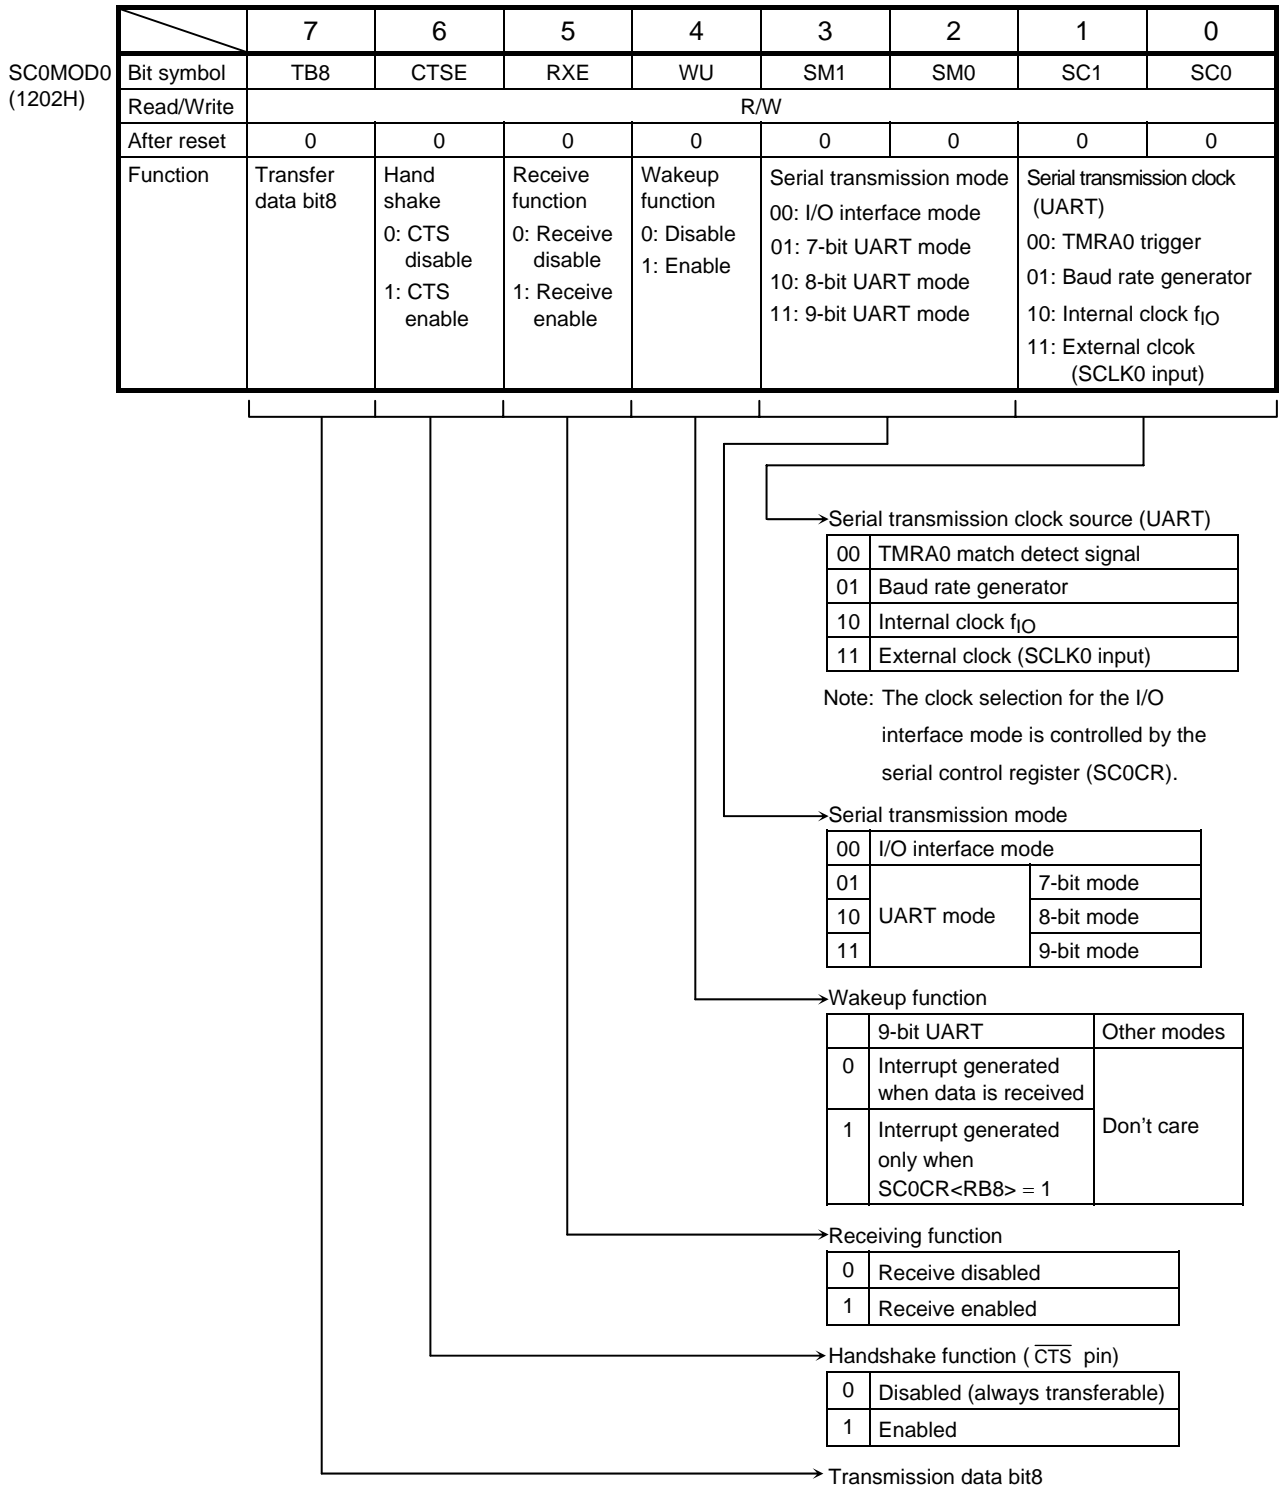 7 6 5 4 3 2 1 0
SC0MOD0 Bit symbol TB8 CTSE RXE WU SM1 SM0 SC1 SC0
(1202H) Read/Write R/W
After reset 0 0 0 0 0 0 0 0
Function
Transfer
data bit8
Hand
shake
0: CTS
disable
1: CTS
enable
Receive
function
0: Receive
disable
1: Receive
enable
Wakeup
function
0: Disable
1: Enable
Serial transmission mode
00: I/O interface mode
01: 7-bit UART mode
10: 8-bit UART mode
11: 9-bit UART mode
Serial transmission clock
(UART)
00: TMRA0 trigger
01: Baud rate generator
10: Internal clock fIO
11: External clcok
(SCLK0 input)
Serial transmission clock source (UART)
00 TMRA0 match detect signal
01 Baud rate generator
10 Internal clock fIO
11 External clock (SCLK0 input)
Note: The clock selection for the I/O
interface mode is controlled by the
serial control register (SC0CR).
Serial transmission mode
00 I/O interface mode
01 7-bit mode
10 UART mode 8-bit mode
11 9-bit mode
Wakeup function
9-bit UART Other modes
0 Interrupt generated
when data is received
1 Interrupt generated
only when
SC0CR<RB8> = 1
Don't care
Receiving function
0 Receive disabled
1 Receive enabled
Handshake function ( C̅T̅S̅ pin)
0 Disabled (always transferable)
1 Enabled
Transmission data bit8